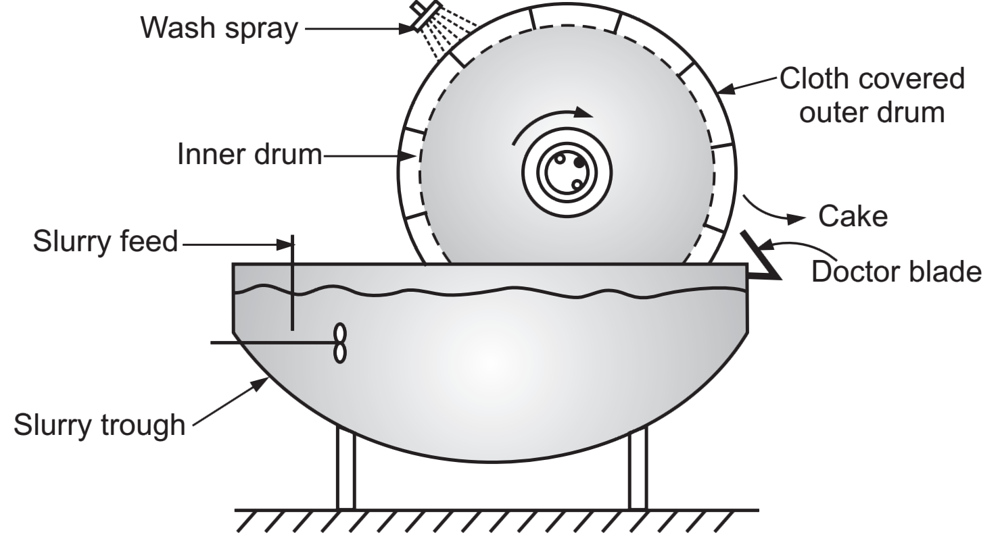 Wash spray
Cloth covered
outer drum
Inner drum
Cake
Slurry feed
Doctor blade
Slurry trough